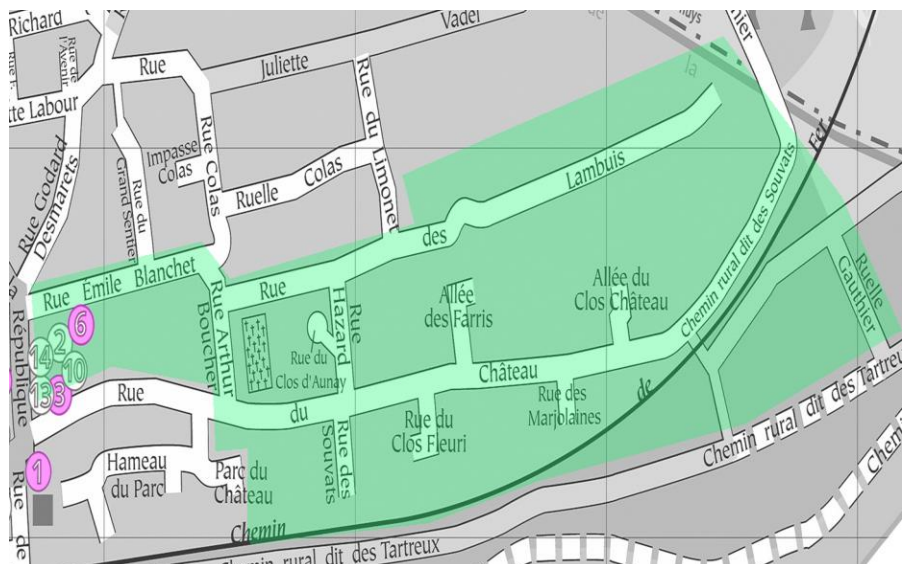 Richard
Rue de
l'Avenir
tte Labour
Rue
Juliette
Vadel
Rue du Limonet
Rue Godard
Desmarets
Impasse
Colas
Rue Colas
Ruelle Colas
Rue du
Grand Sentier
la
Fer
Lambuis
des
Rue
Rue Émile Blanchet
Rue Arthur
Boucher
République
6
2
14
10
13
3
1
Rue
Hazard
Rue du
Clos d'Aunay
Allée
des Farris
Allée du
Clos Château
Chemin rural dit des Souvats
Ruelle
Gauthier
Rue
du
Château
de
Rue du
Clos Fleuri
Rue des
Marjolaines
Rue des
Souvats
Hameau
du Parc
Parc du
Château
Rue de
Chemin
Chemin rural dit des Tartreux
Chemin rural dit des Tartreux
Chemin